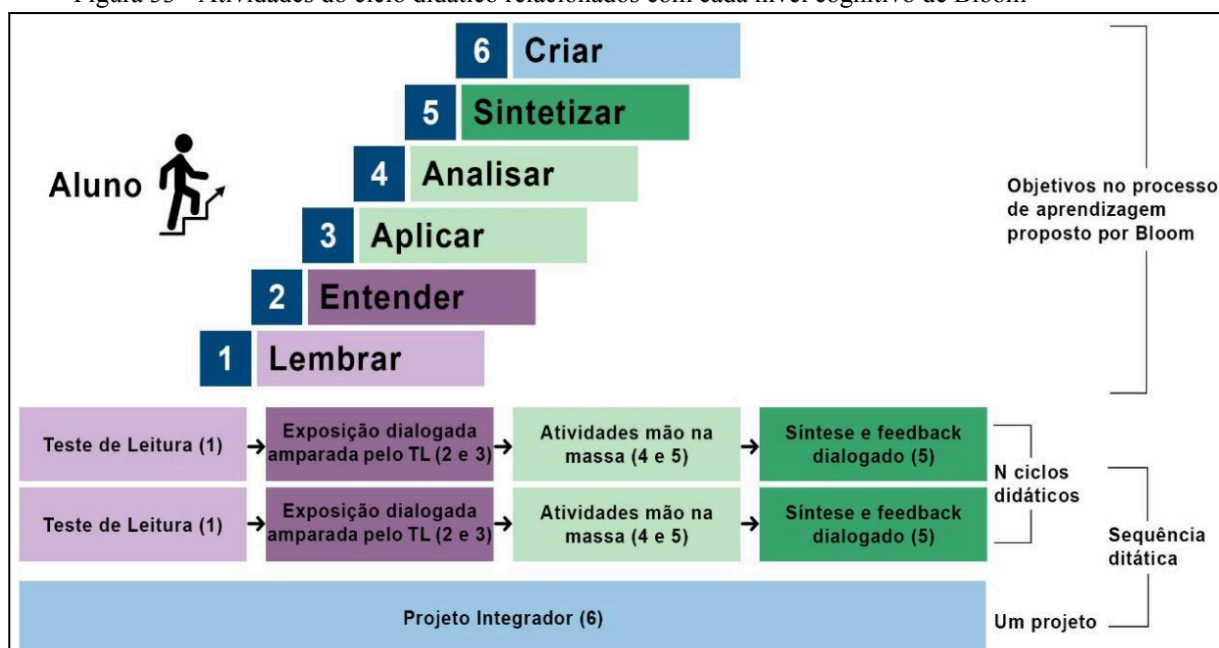 Figura 33 - Atividades do ciclo didático relacionados com cada nível cognitivo de Bloom
6 Criar
5 Sintetizar
4 Analisar
Aluno
3 Aplicar
2 Entender
1 Lembrar
Objetivos no processo
de aprendizagem
proposto por Bloom
Teste de Leitura (1)
Exposição dialogada
amparada pelo TL (2 e 3)
Atividades mão na
massa (4 e 5)
Síntese e feedback
dialogado (5)
N ciclos
didáticos
Teste de Leitura (1)
Exposição dialogada
amparada pelo TL (2 e 3)
Atividades mão na
massa (4 e 5)
Síntese e feedback
dialogado (5)
Sequência
ditática
Projeto Integrador (6)
Um projeto